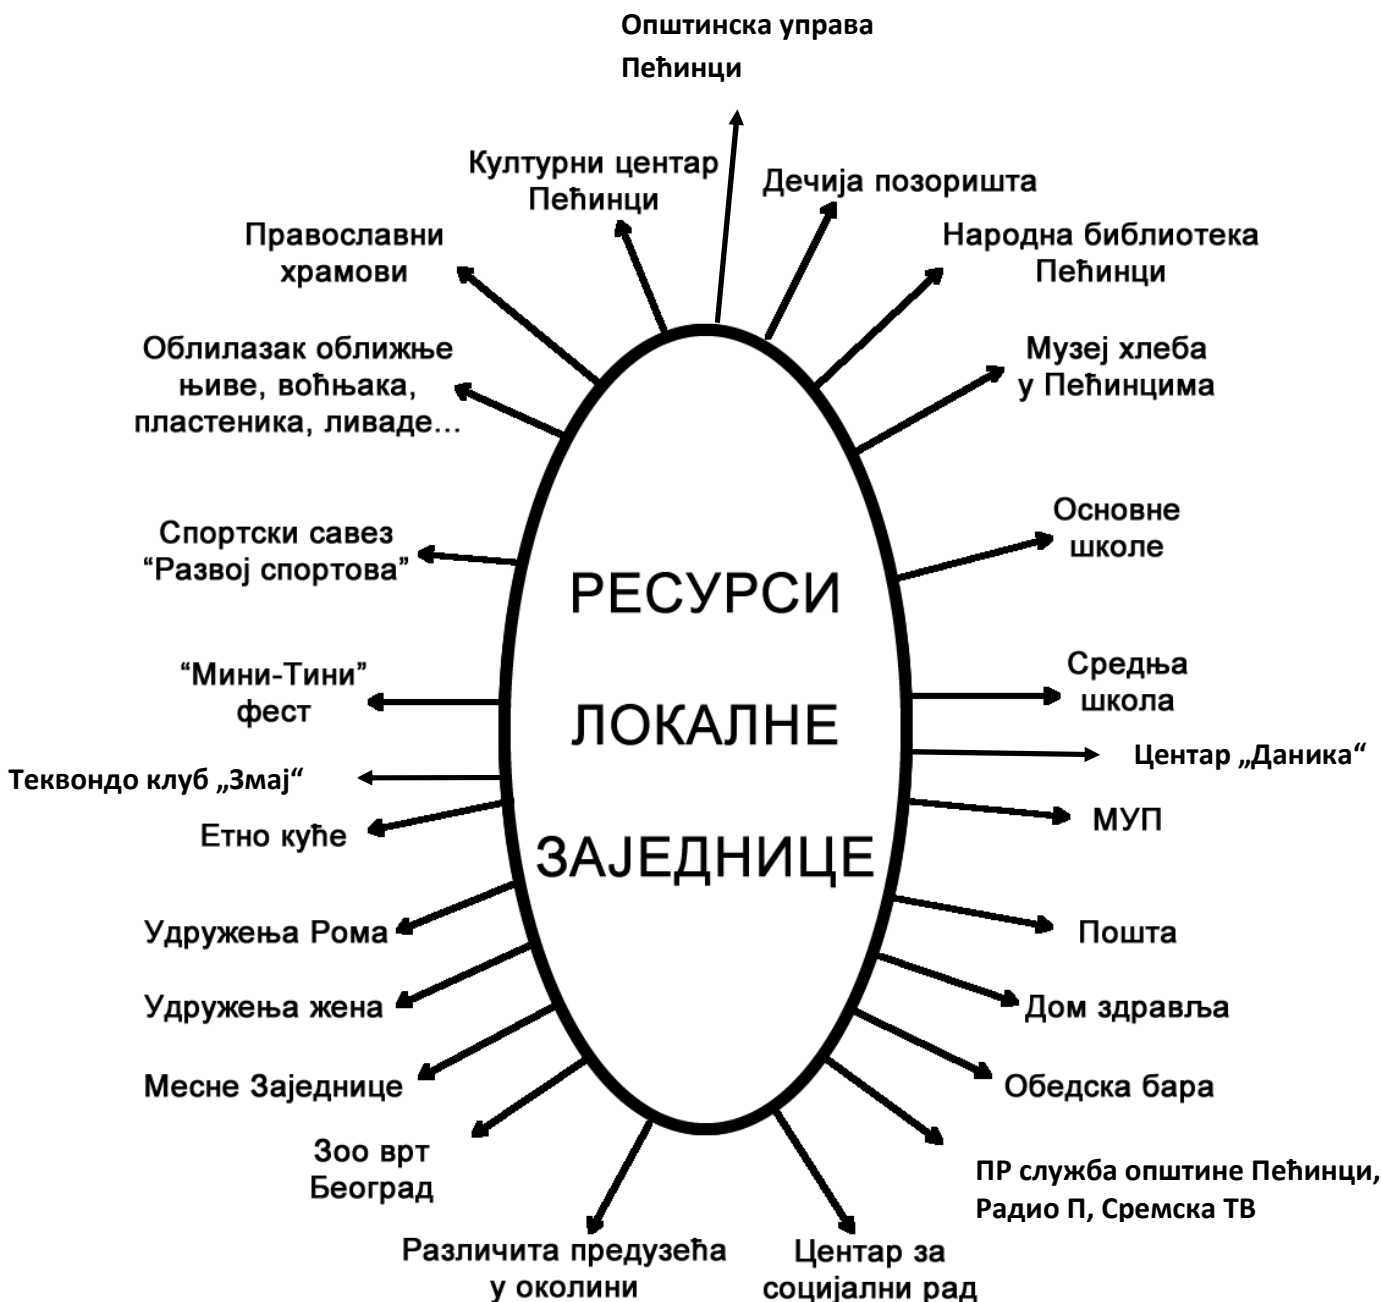 Општинска управа
Пећинци
Културни центар
Пећинци
Дечија позоришта
Православни
храмови
Народна библиотека
Пећинци
Облилазак оближње
њиве, воћњака,
пластеника, ливаде...
Музеј хлеба
у Пећинцима
Спортски савез
“Развој спортова”
Основне
школе
РЕСУРСИ
ЛОКАЛНЕ
ЗАЈЕДНИЦЕ
“Мини-Тини”
фест
Средња
школа
Теквондо клуб „Змај“
Центар „Даника“
Етно куће
МУП
Удружења Рома
Пошта
Удружења жена
Дом здравља
Месне Заједнице
Обедска бара
Зоо врт
Београд
ПР служба општине Пећинци,
Радио П, Сремска ТВ
Различита предузећа
у околини
Центар за
социјални рад